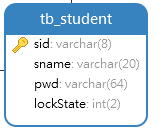 tb_student
sid: varchar(8)
sname: varchar(20)
pwd: varchar(64)
lockState: int(2)